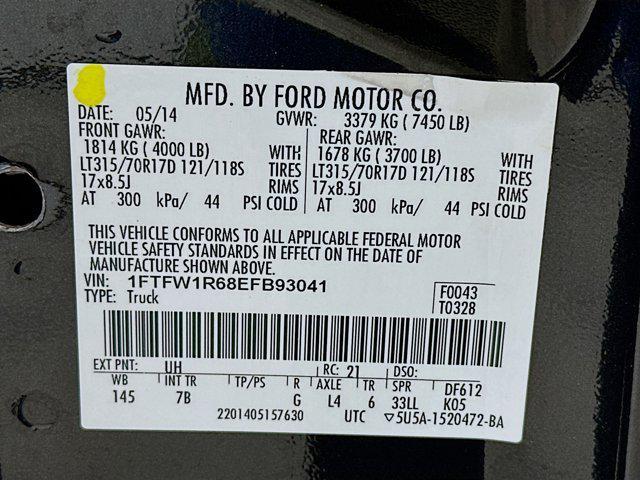 MFD. BY FORD MOTOR CO.
DATE: 05/14 GVWR: 3379 KG ( 7450 LB)
FRONT GAWR: REAR GAWR:
1814 KG ( 4000 LB) WITH 1678 KG ( 3700 LB) WITH
LT315/70R17D 121/118S TIRES LT315/70R17D 121/118S TIRES
17x8.5J RIMS 17x8.5J RIMS
AT 300 kPa/ 44 PSI COLD AT 300 kPa/ 44 PSI COLD
THIS VEHICLE CONFORMS TO ALL APPLICABLE FEDERAL MOTOR
VEHICLE SAFETY STANDARDS IN EFFECT ON THE DATE OF
MANUFACTURE SHOWN ABOVE.
VIN: 1FTFW1R68EFB93041 F0043
TYPE: Truck T0328
EXT PNT: UH RC: 21 DSO:
WB INT TR TP/PS R AXLE TR SPR DF612
145 7B G L4 6 33LL K05
2201405157630 UTC ▽5U5A-1520472-BA